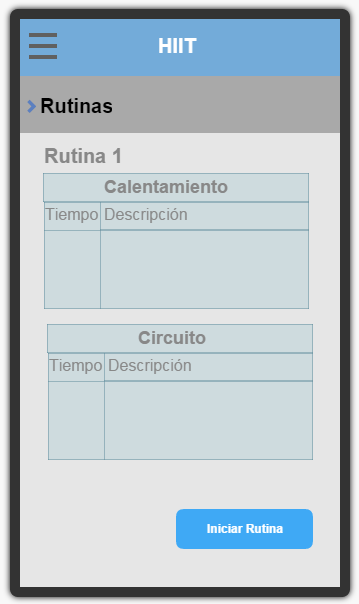 HIIT
Rutinas
Rutina 1
Calentamiento
Tiempo Descripción
Circuito
Tiempo Descripción
Iniciar Rutina